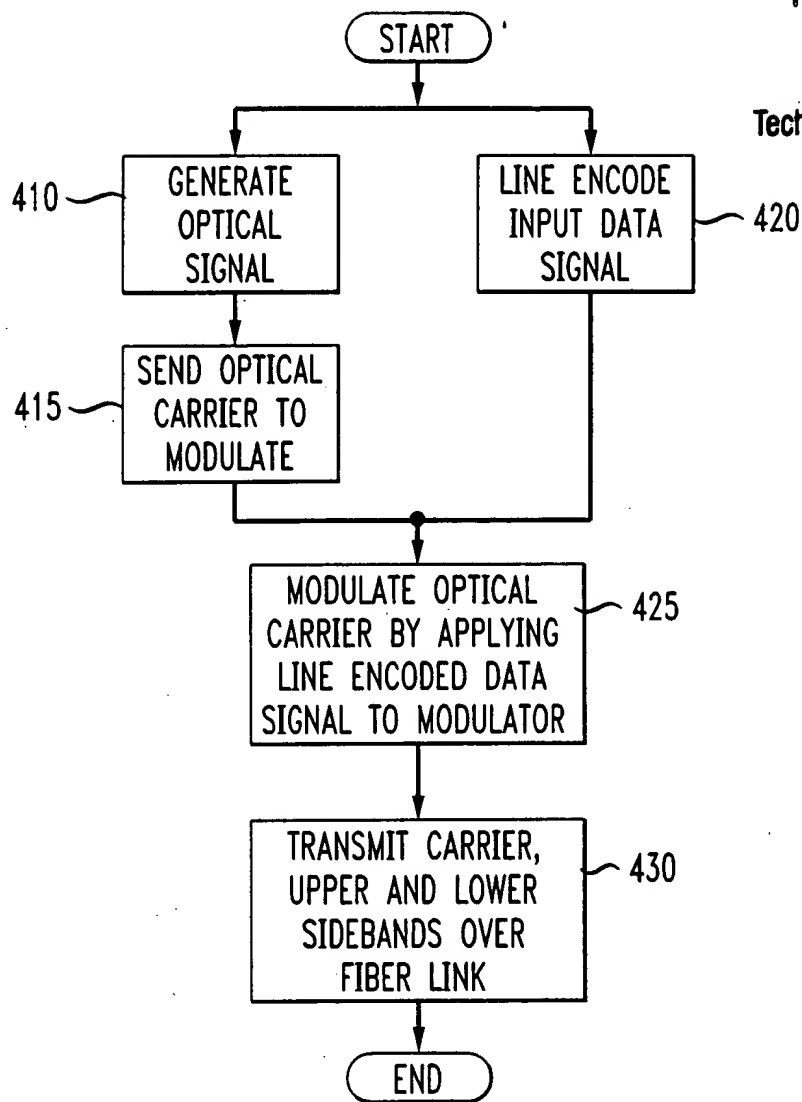 START
Tech
410
GENERATE
OPTICAL
SIGNAL
LINE ENCODE
INPUT DATA
SIGNAL
420
415
SEND OPTICAL
CARRIER TO
MODULATE
MODULATE OPTICAL
CARRIER BY APPLYING
LINE ENCODED DATA
SIGNAL TO MODULATOR
425
TRANSMIT CARRIER,
UPPER AND LOWER
SIDEBANDS OVER
FIBER LINK
430
END